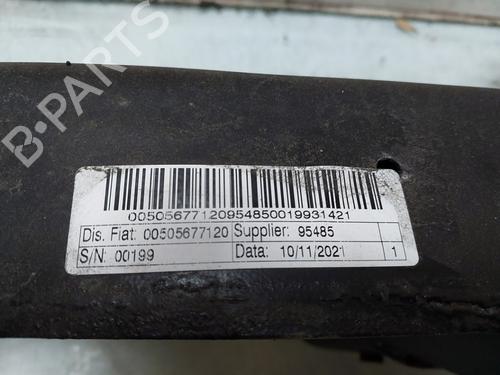 B-Parts
00505677120954850019931421
Dis. Fiat: 00505677120 Supplier: 95485
S/N: 00199 Data: 10/11/2021 1